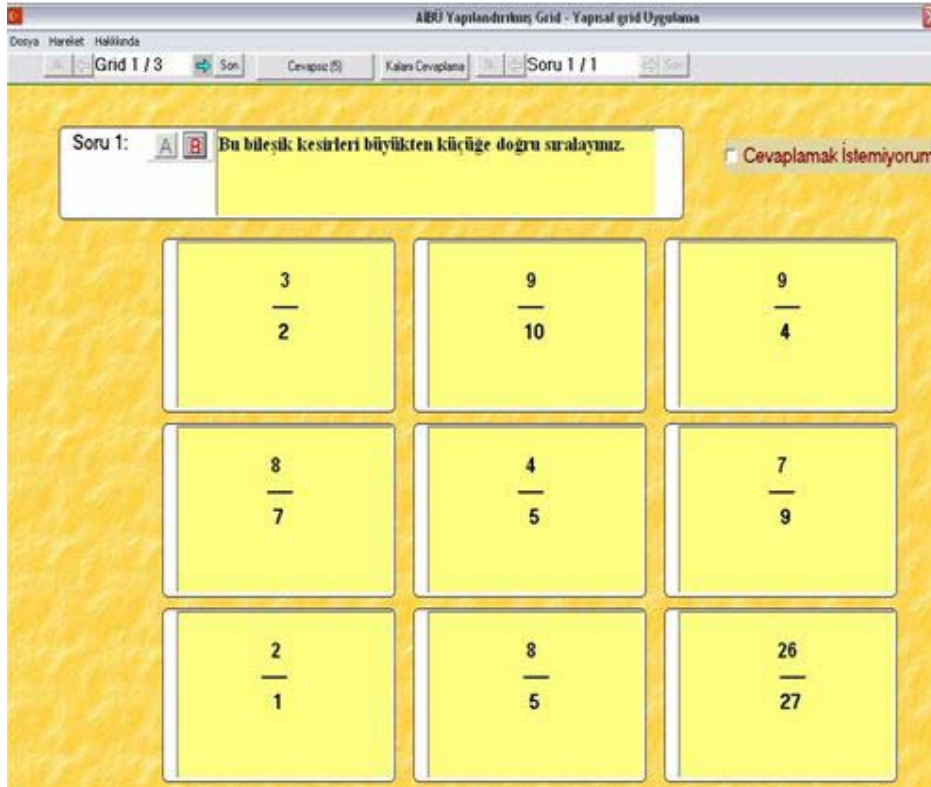 AİBÜ Yapılandırılmış Grid - Yapısal grid Uygulama
Dosya Hareket Hakkında
Grid 1 / 3 Son Cevapsız (5) Kalanı Cevaplama Soru 1 / 1 Son
Soru 1: A B Bu bileşik kesirleri büyükten küçüğe doğru sıralayınız.
Cevaplamak İstemiyorum
3 9 9
2 10 4
8 4 7
7 5 9
2 8 26
1 5 27